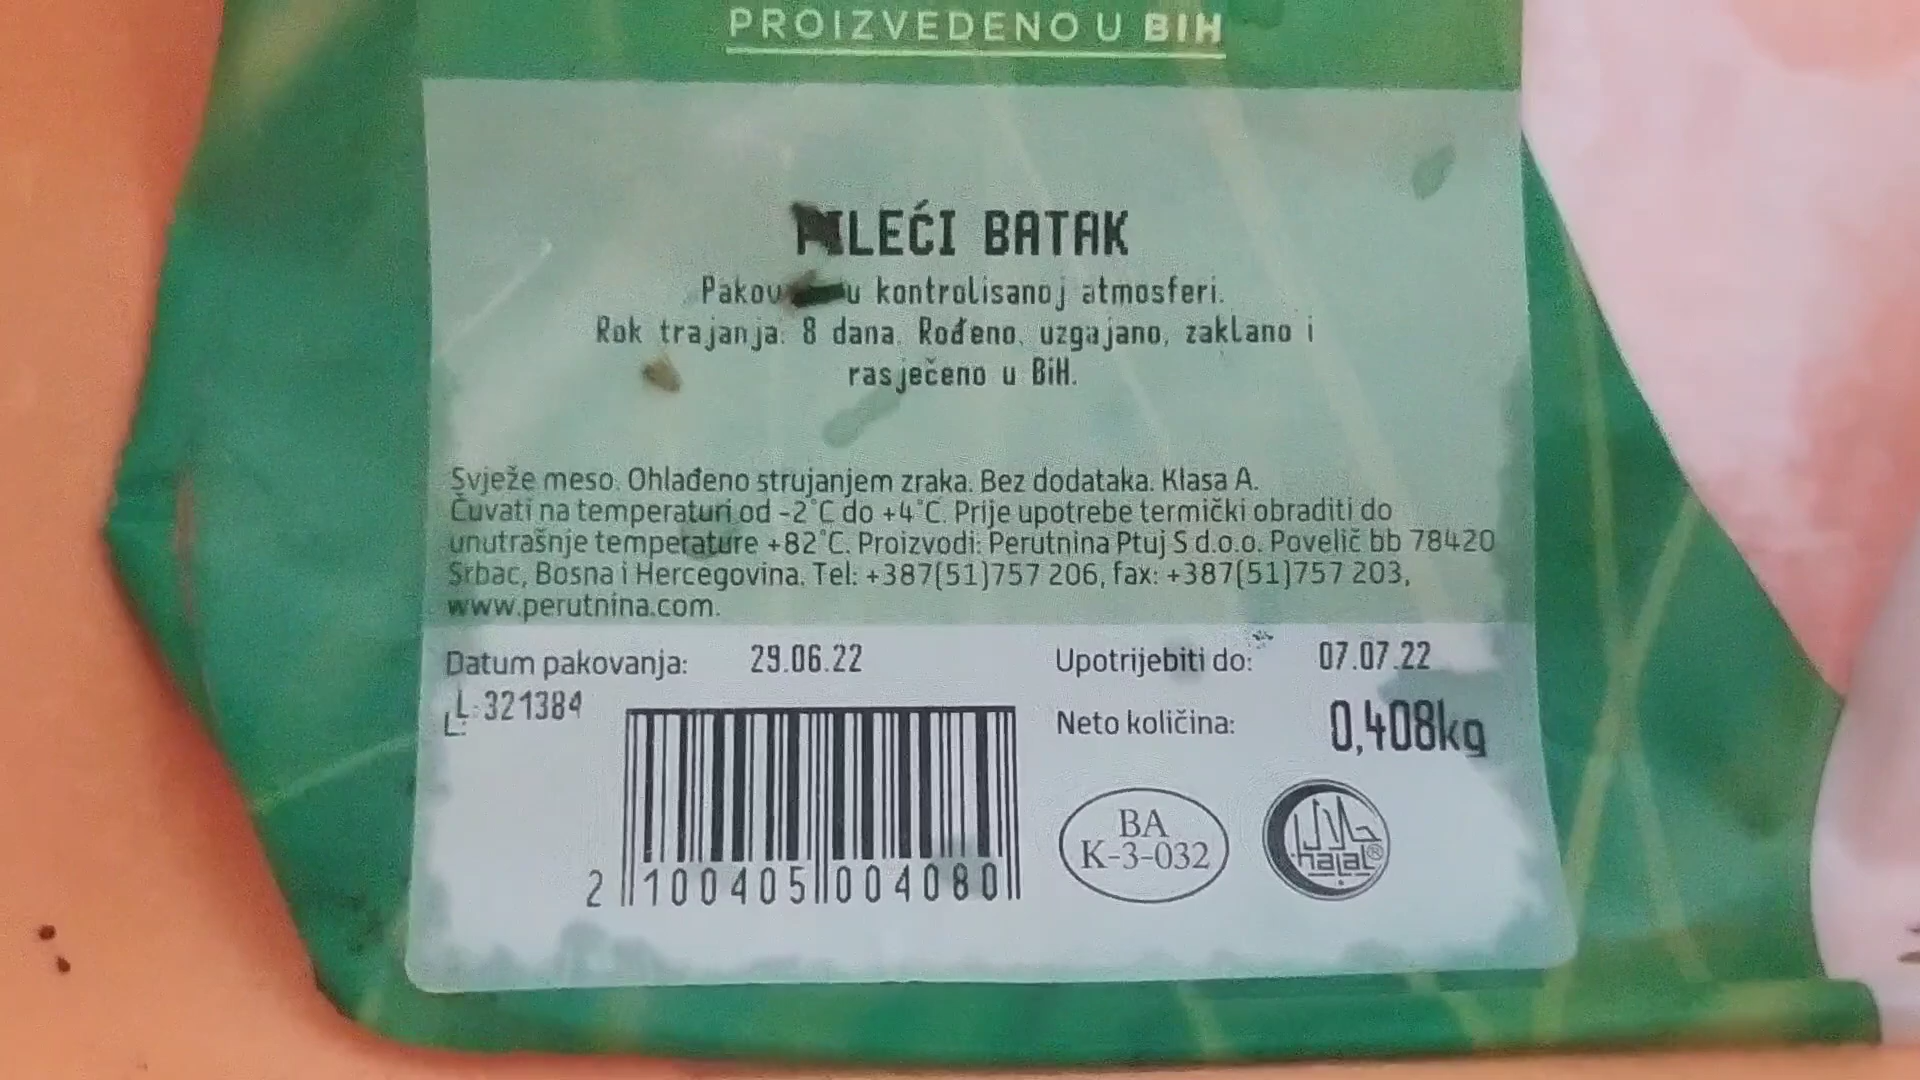 PROIZVEDENO U BIH
PILEĆI BATAK
u kontrolisanoj atmosferi.
Rok trajanja: 8 dana. Rođeno, uzgajano, zaklano i
rasječeno u BiH.
Svježe meso. Ohlađeno strujanjem zraka. Bez dodataka. Klasa A.
Čuvati na temperaturi od -2°C do +4°C. Prije upotrebe termički obraditi do
unutrašnje temperature +82°C. Proizvodi: Perutnina Ptuj S d.o.o. Povelič bb 78420
Srbac, Bosna i Hercegovina. Tel: +387(51)757 206, fax: +387(51)757 203,
www.perutnina.com.
Datum pakovanja: 29.06.22 Upotrijebiti do: 07.07.22
L: 321384
Neto količina: 0,408kg
2 100405 004080
BA
K-3-032
halal®